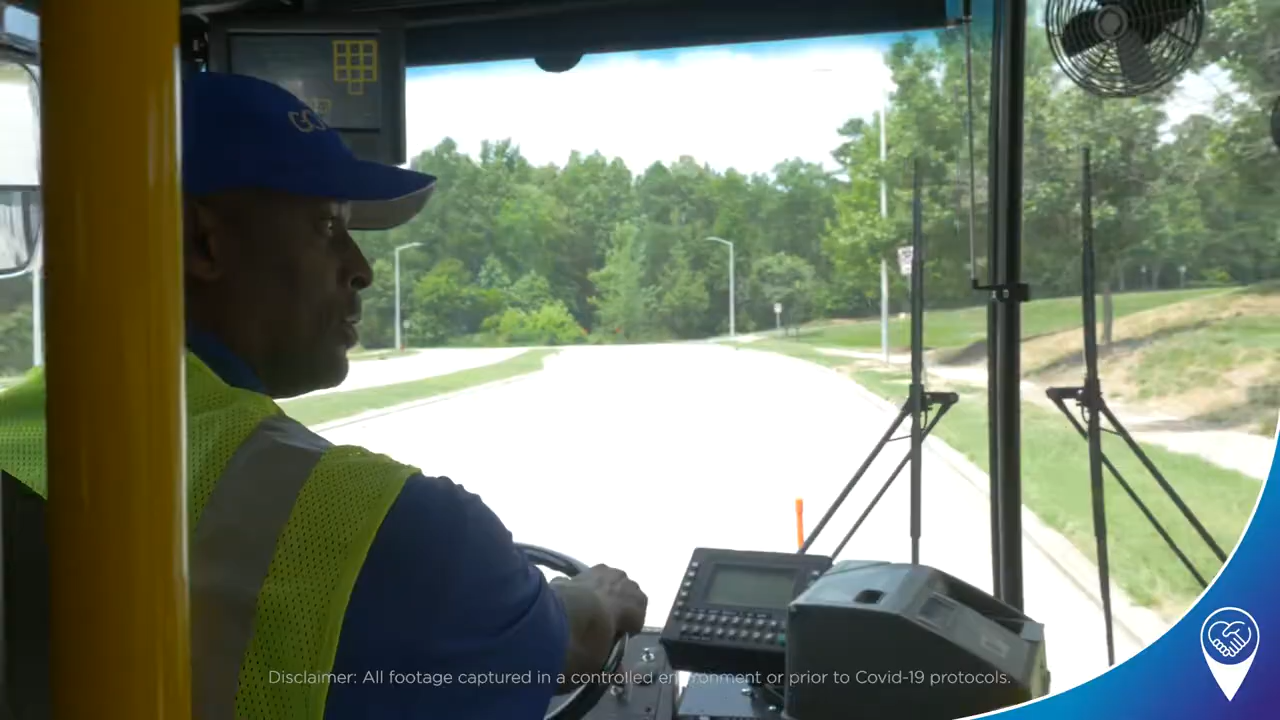 Disclaimer: All footage captured in a controlled environment or prior to Covid-19 protocols.